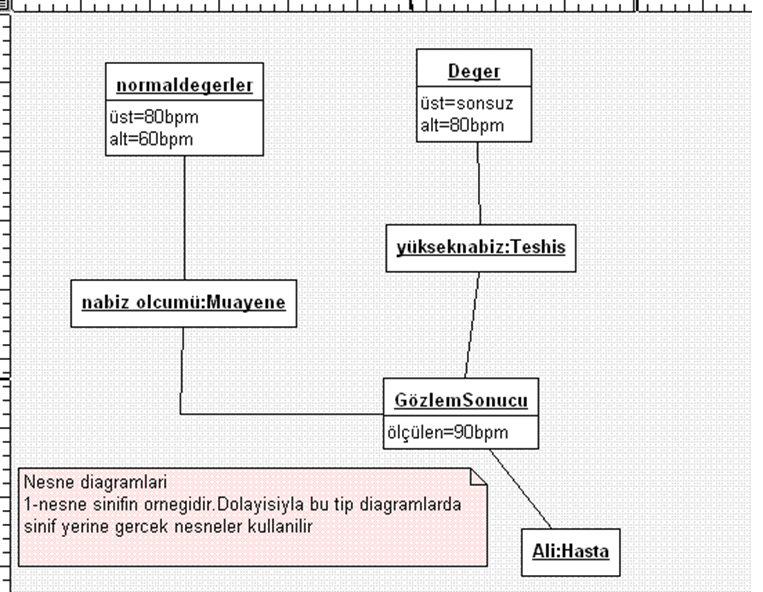 normaldegerler
üst=80bpm
alt=60bpm
Deger
üst=sonsuz
alt=80bpm
yükseknabiz:Teshis
nabiz olcumü:Muayene
GözlemSonucu
ölçülen=90bpm
Nesne diagramlari
1-nesne sinifin ornegidir.Dolayisiyla bu tip diagramlarda
sinif yerine gercek nesneler kullanilir
Ali:Hasta